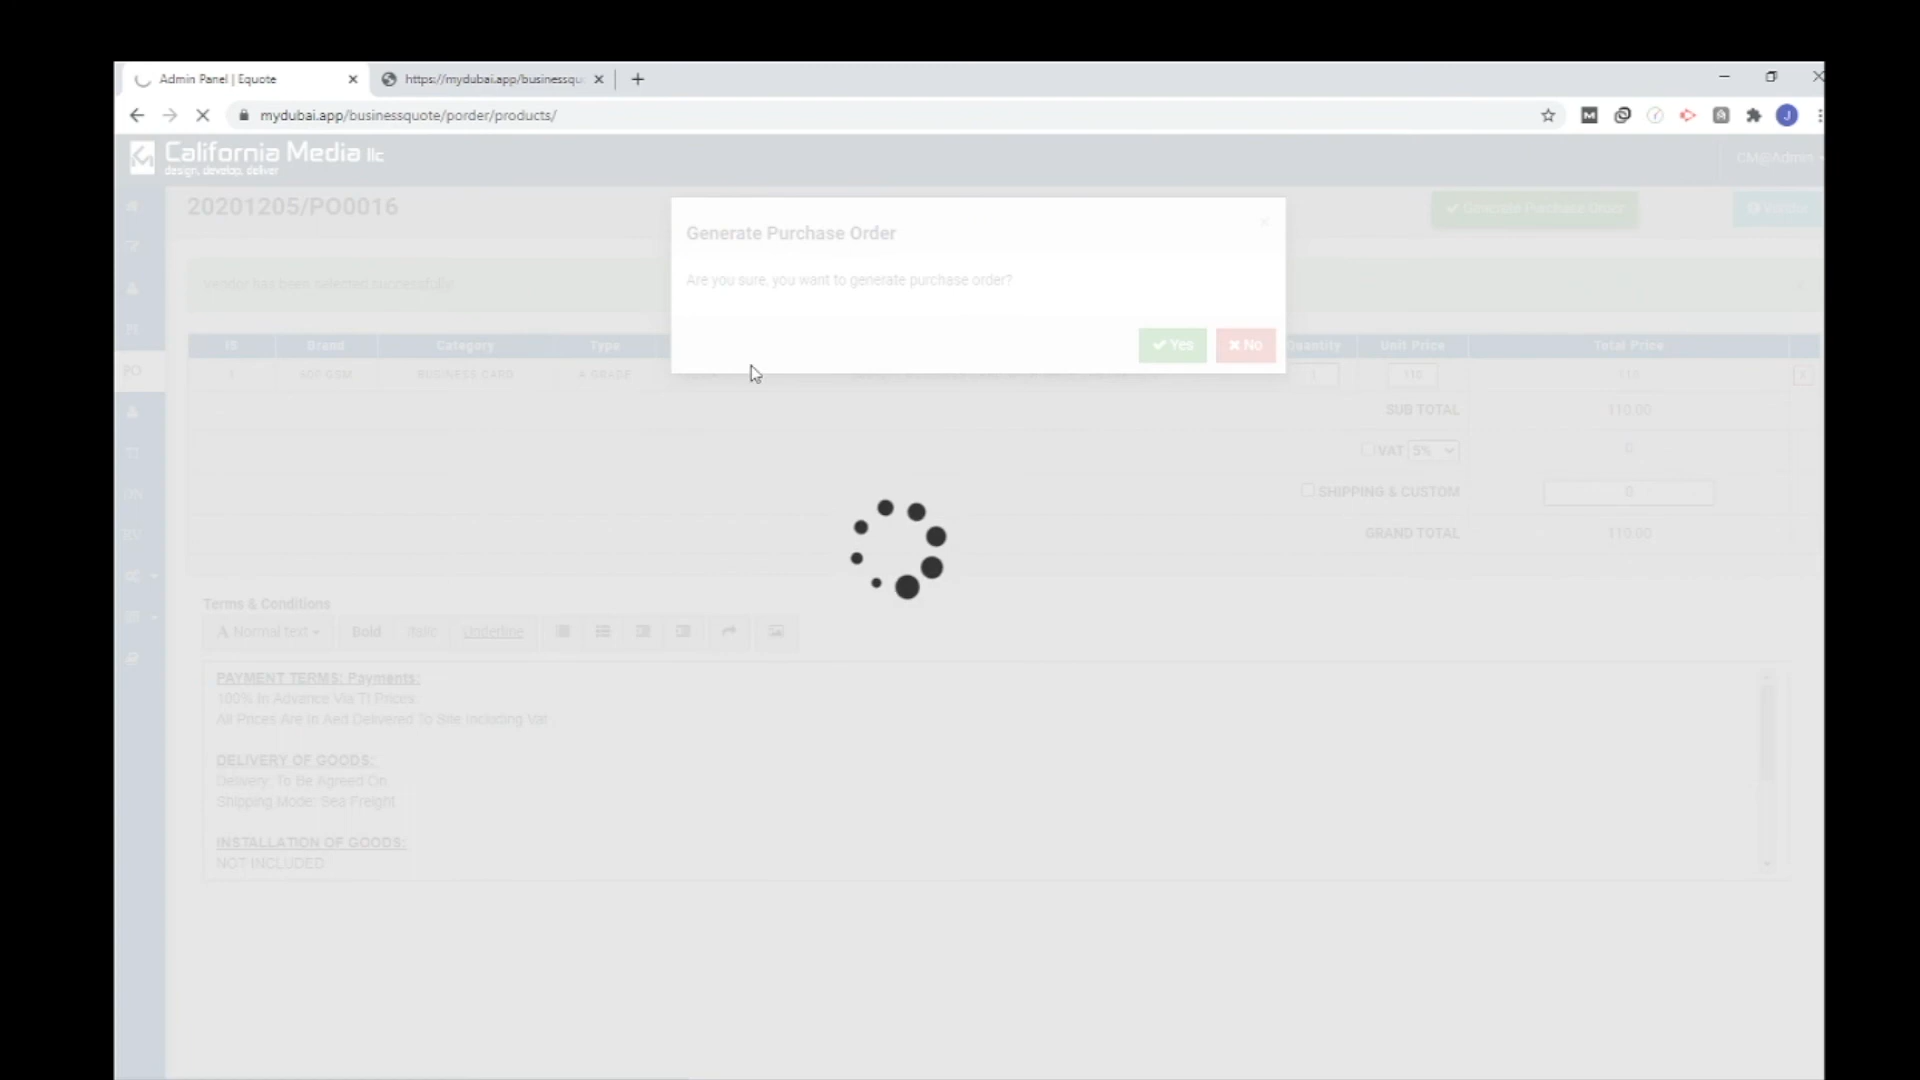 Admin Panel | Equote
https://mydubai.app/businessqu
mydubai.app/businessquote/porder/products/
J
California Media llc
design, develop, deliver
CM@Admin
20201205/PO0016
Generate Purchase Order
Generate Purchase Order
Are you sure, you want to generate purchase order?
Yes
No
Vendor has been selected successfully
Brand Category Type Quantity Unit Price Total Price
BUSINESS CARD A GRADE 1 110 110
PO
SUB TOTAL 110.00
VAT 5% 0
DN
SHIPPING & CUSTOM 0
RV
GRAND TOTAL 110.00
Terms & Conditions
Normal text Bold Italic Underline
PAYMENT TERMS: Payments:
100% In Advance Via Tt Prices:
All Prices Are In Aed Delivered To Site Including Vat
DELIVERY OF GOODS:
Delivery: To Be Agreed On
Shipping Mode: Sea Freight
INSTALLATION OF GOODS:
NOT INCLUDED